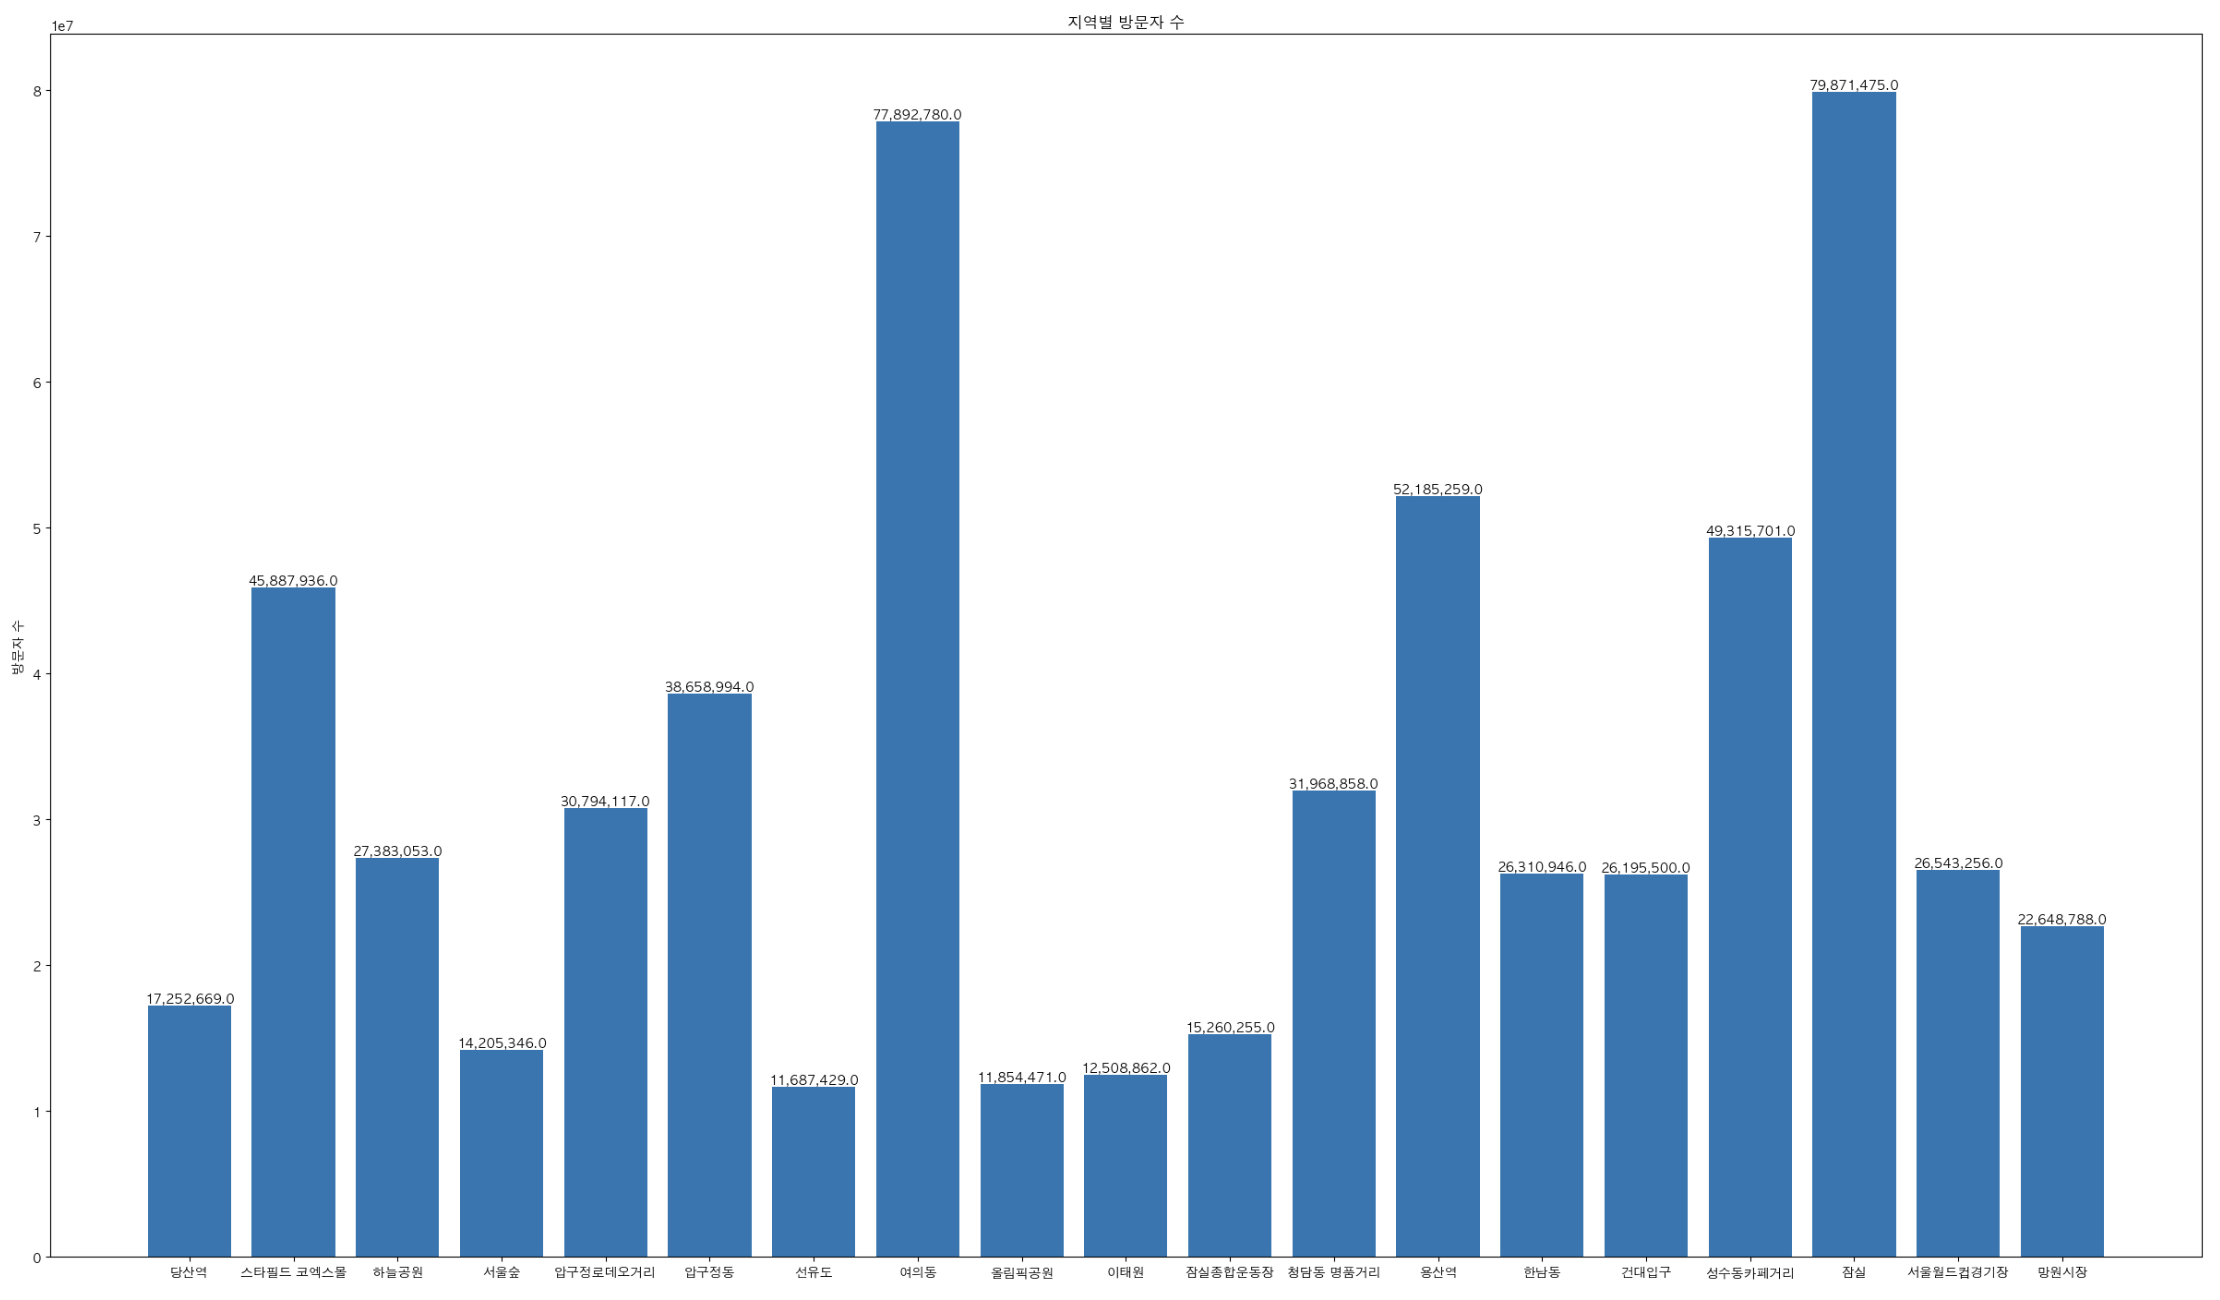 지역별 방문자 수
1e7
8
7
6
5
4
3
2
1
0
방문자 수
17,252,669.0
45,887,936.0
27,383,053.0
14,205,346.0
30,794,117.0
38,658,994.0
11,687,429.0
77,892,780.0
11,854,471.0
12,508,862.0
15,260,255.0
31,968,858.0
52,185,259.0
26,310,946.0
26,195,500.0
49,315,701.0
79,871,475.0
26,543,256.0
22,648,788.0
당산역
스타필드 코엑스몰
하늘공원
서울숲
압구정로데오거리
압구정동
선유도
여의동
올림픽공원
이태원
잠실종합운동장
청담동 명품거리
용산역
한남동
건대입구
성수동카페거리
잠실
서울월드컵경기장
망원시장